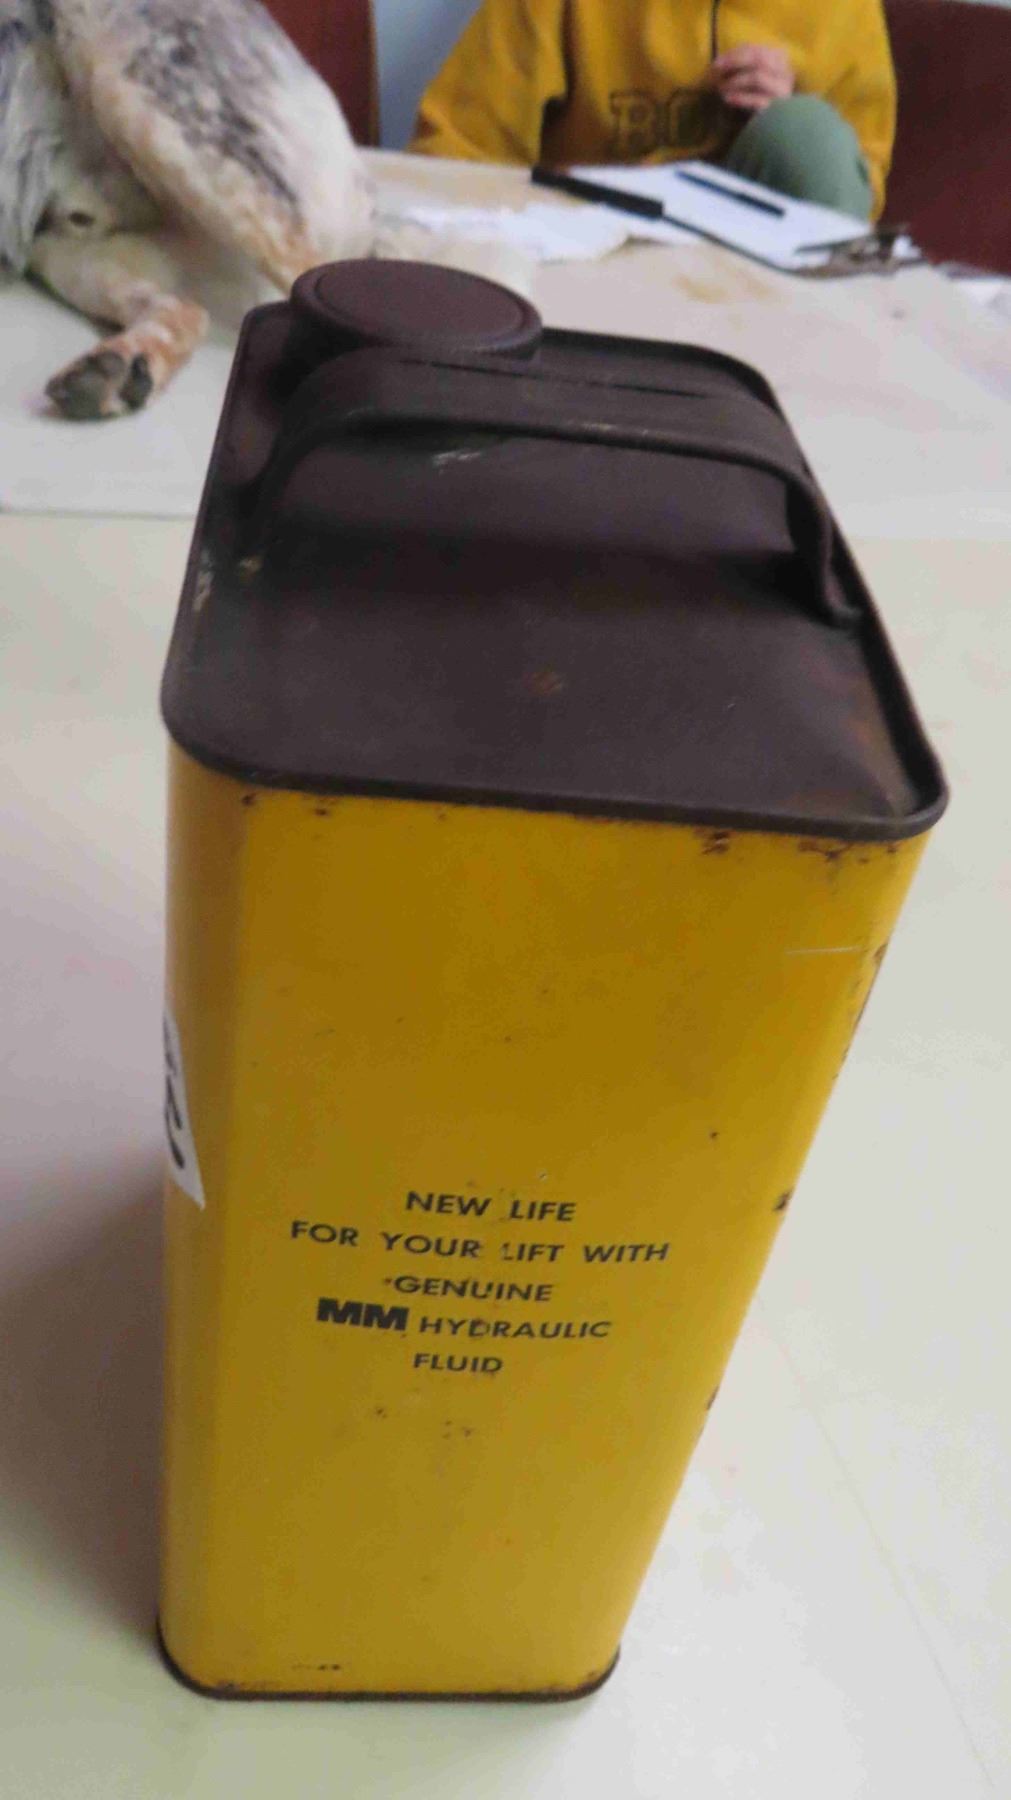 NEW LIFE
FOR YOUR LIFT WITH
GENUINE
MM HYDRAULIC
FLUID